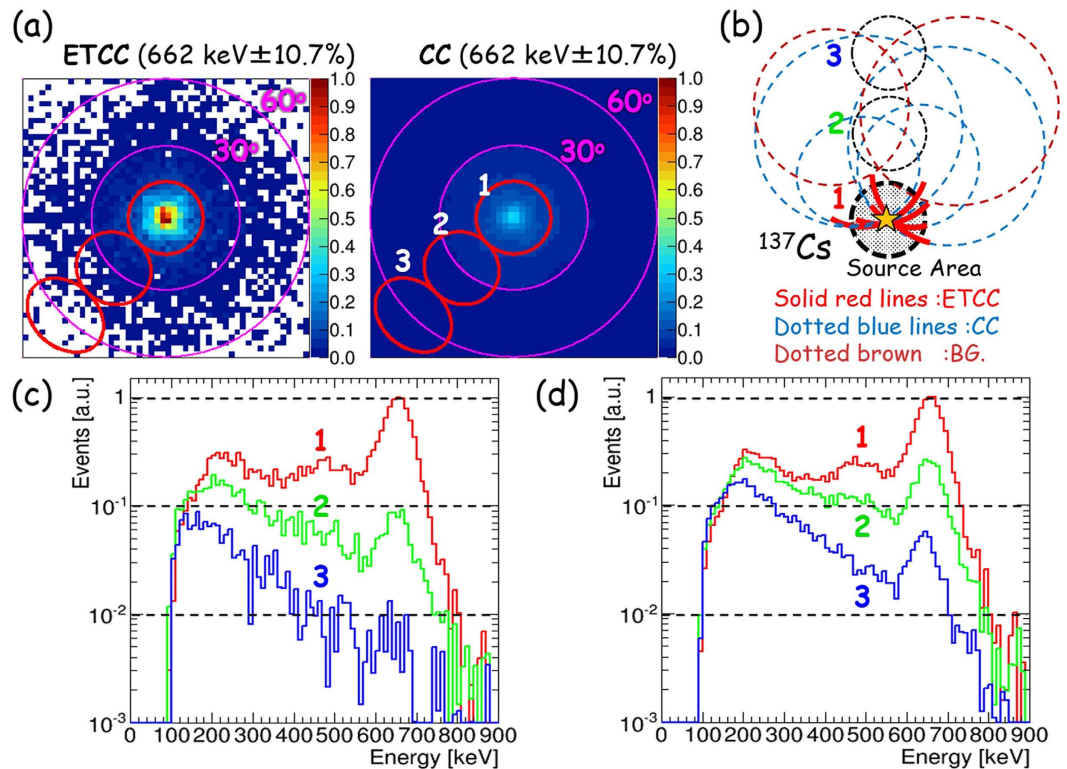 (a)
ETCC (662 keV±10.7%)
CC (662 keV±10.7%)
60°
30°
1.0
0.9
0.8
0.7
0.6
0.5
0.4
0.3
0.2
0.1
0.0
60°
30°
1
2
3
1.0
0.9
0.8
0.7
0.6
0.5
0.4
0.3
0.2
0.1
0.0
(b)
3
2
1
137Cs
Source Area
Solid red lines :ETCC
Dotted blue lines :CC
Dotted brown :BG.
(c)
Events [a.u.]
1
10-1
10-2
10-3
1
2
3
0 100 200 300 400 500 600 700 800 900
Energy [keV]
(d)
Events [a.u.]
1
10-1
10-2
10-3
1
2
3
0 100 200 300 400 500 600 700 800 900
Energy [keV]